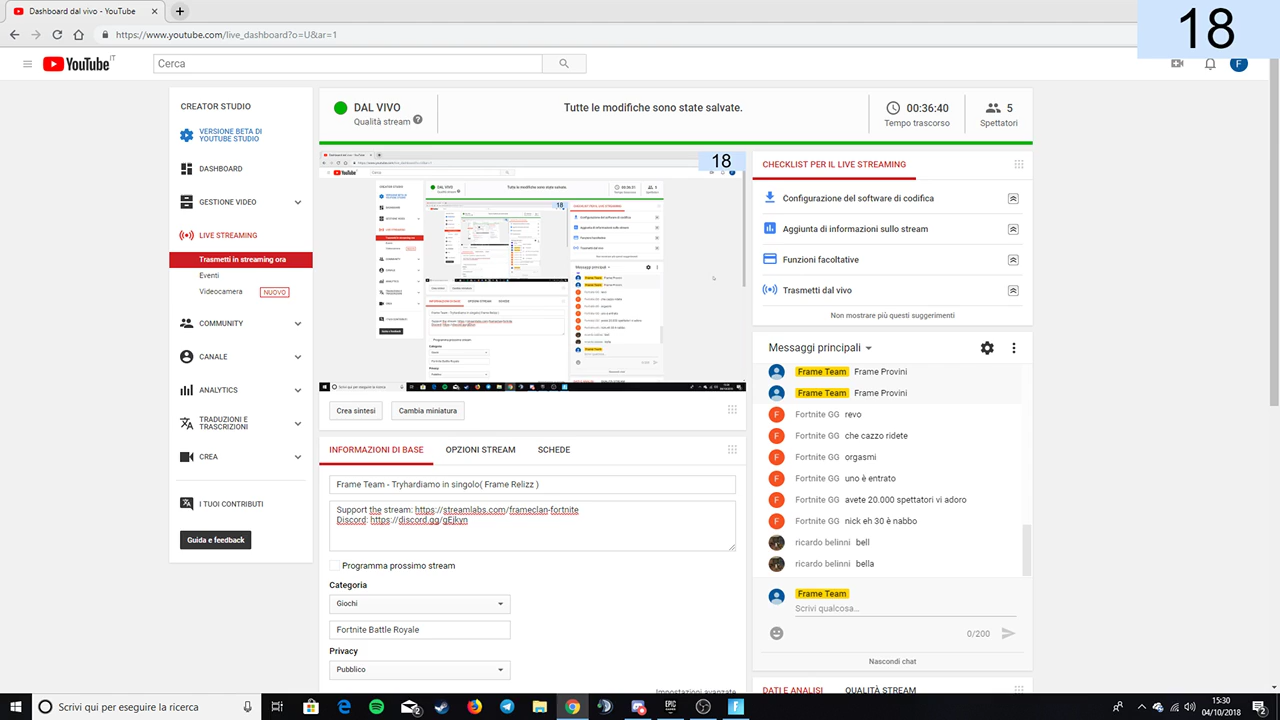 Dashboard dal vivo - YouTube
18
https://www.youtube.com/live_dashboard?o=U&ar=1
YouTube IT
Cerca
F
CREATOR STUDIO
VERSIONE BETA DI
YOUTUBE STUDIO
DASHBOARD
GESTIONE VIDEO
LIVE STREAMING
Trasmetti in streaming ora
Eventi
Videocamera NUOVO
COMMUNITY
CANALE
ANALYTICS
TRADUZIONI E
TRASCRIZIONI
CREA
I TUOI CONTRIBUTI
Guida e feedback
DAL VIVO
Qualità stream
Tutte le modifiche sono state salvate.
00:36:40
Tempo trascorso
5
Spettatori
18
Crea sintesi
Cambia miniatura
INFORMAZIONI DI BASE OPZIONI STREAM SCHEDE
Frame Team - Tryhardiamo in singolo( Frame Relizz )
Support the stream: https://streamlabs.com/frameclan-fortnite
Discord: https://discord.gg/gEjkvn
Programma prossimo stream
Categoria
Giochi
Fortnite Battle Royale
Privacy
Pubblico
Impostazioni avanzate
CHECKLIST PER IL LIVE STREAMING
Configurazione del software di codifica
Aggiunta di informazioni sullo stream
Funzioni facoltative
Trasmetti dal vivo
Non mostrare più questi suggerimenti
Messaggi principali
Frame Team Frame Provini
Frame Team Frame Provini
F Fortnite GG revo
F Fortnite GG che cazzo ridete
F Fortnite GG orgasmi
F Fortnite GG uno è entrato
F Fortnite GG avete 20.000 spettatori vi adoro
F Fortnite GG nick eh 30 è nabbo
ricardo belinni bell
ricardo belinni bella
Frame Team
Scrivi qualcosa...
0/200
Nascondi chat
DATI E ANALISI QUALITÀ STREAM
Scrivi qui per eseguire la ricerca
EPIC
15:30
04/10/2018